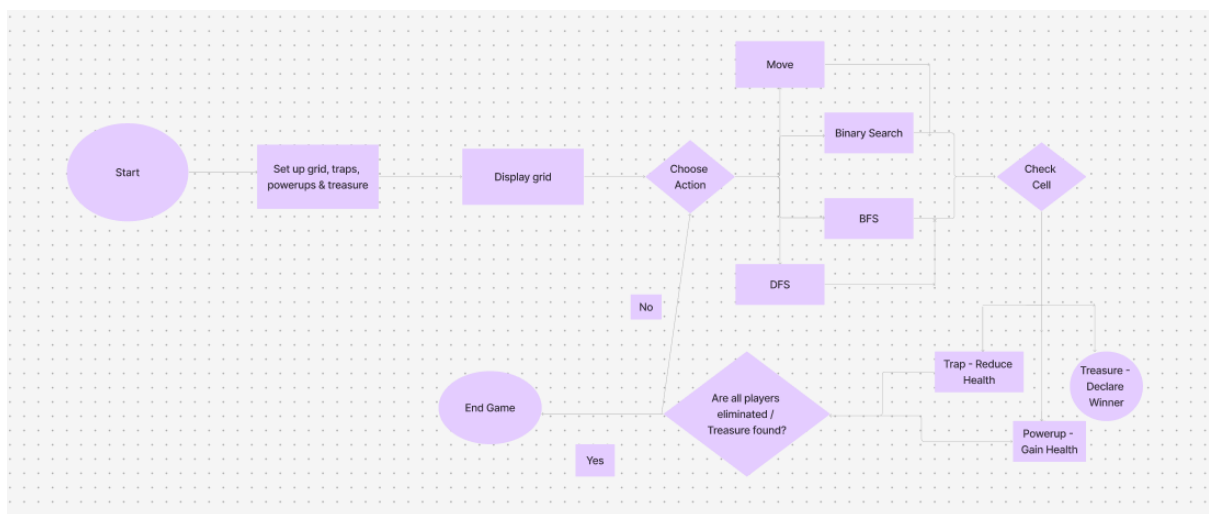 Start
Set up grid, traps,
powerups & treasure
Display grid
Choose
Action
Move
Binary Search
BFS
DFS
Check
Cell
No
Trap - Reduce
Health
Treasure -
Declare
Winner
Powerup -
Gain Health
Are all players
eliminated /
Treasure found?
End Game
Yes